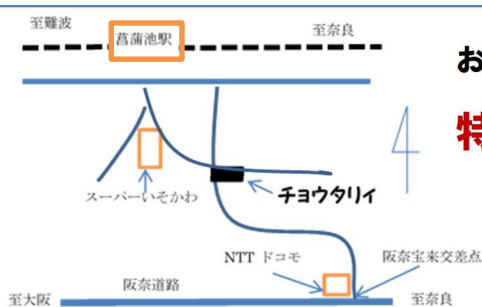 至難波
菖蒲池駅
至奈良
お
特
スーパーいそかわ
チョウタリィ
NTT ドコモ
阪奈宝来交差点
至大阪
阪奈道路
至奈良